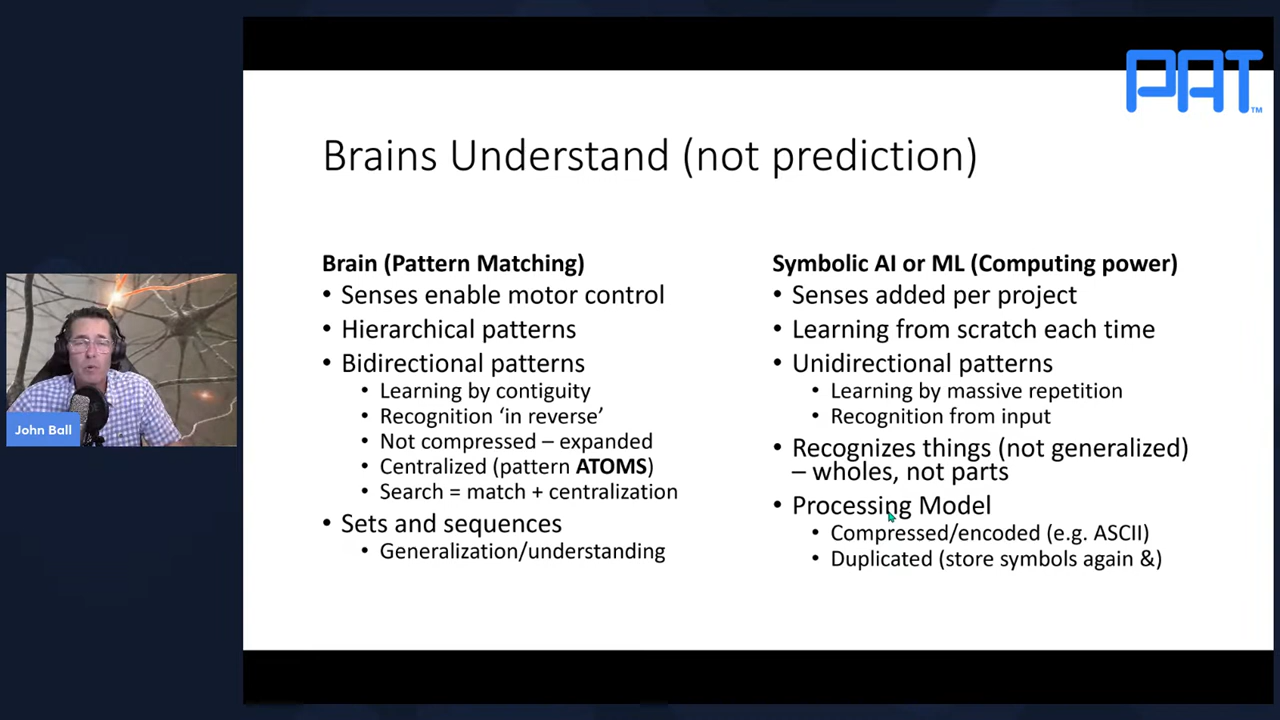 PAT™
Brains Understand (not prediction)
Brain (Pattern Matching)
• Senses enable motor control
• Hierarchical patterns
• Bidirectional patterns
• Learning by contiguity
• Recognition ‘in reverse’
• Not compressed – expanded
• Centralized (pattern ATOMS)
• Search = match + centralization
• Sets and sequences
• Generalization/understanding
Symbolic AI or ML (Computing power)
• Senses added per project
• Learning from scratch each time
• Unidirectional patterns
• Learning by massive repetition
• Recognition from input
• Recognizes things (not generalized)
– wholes, not parts
• Processing Model
• Compressed/encoded (e.g. ASCII)
• Duplicated (store symbols again &)
John Ball